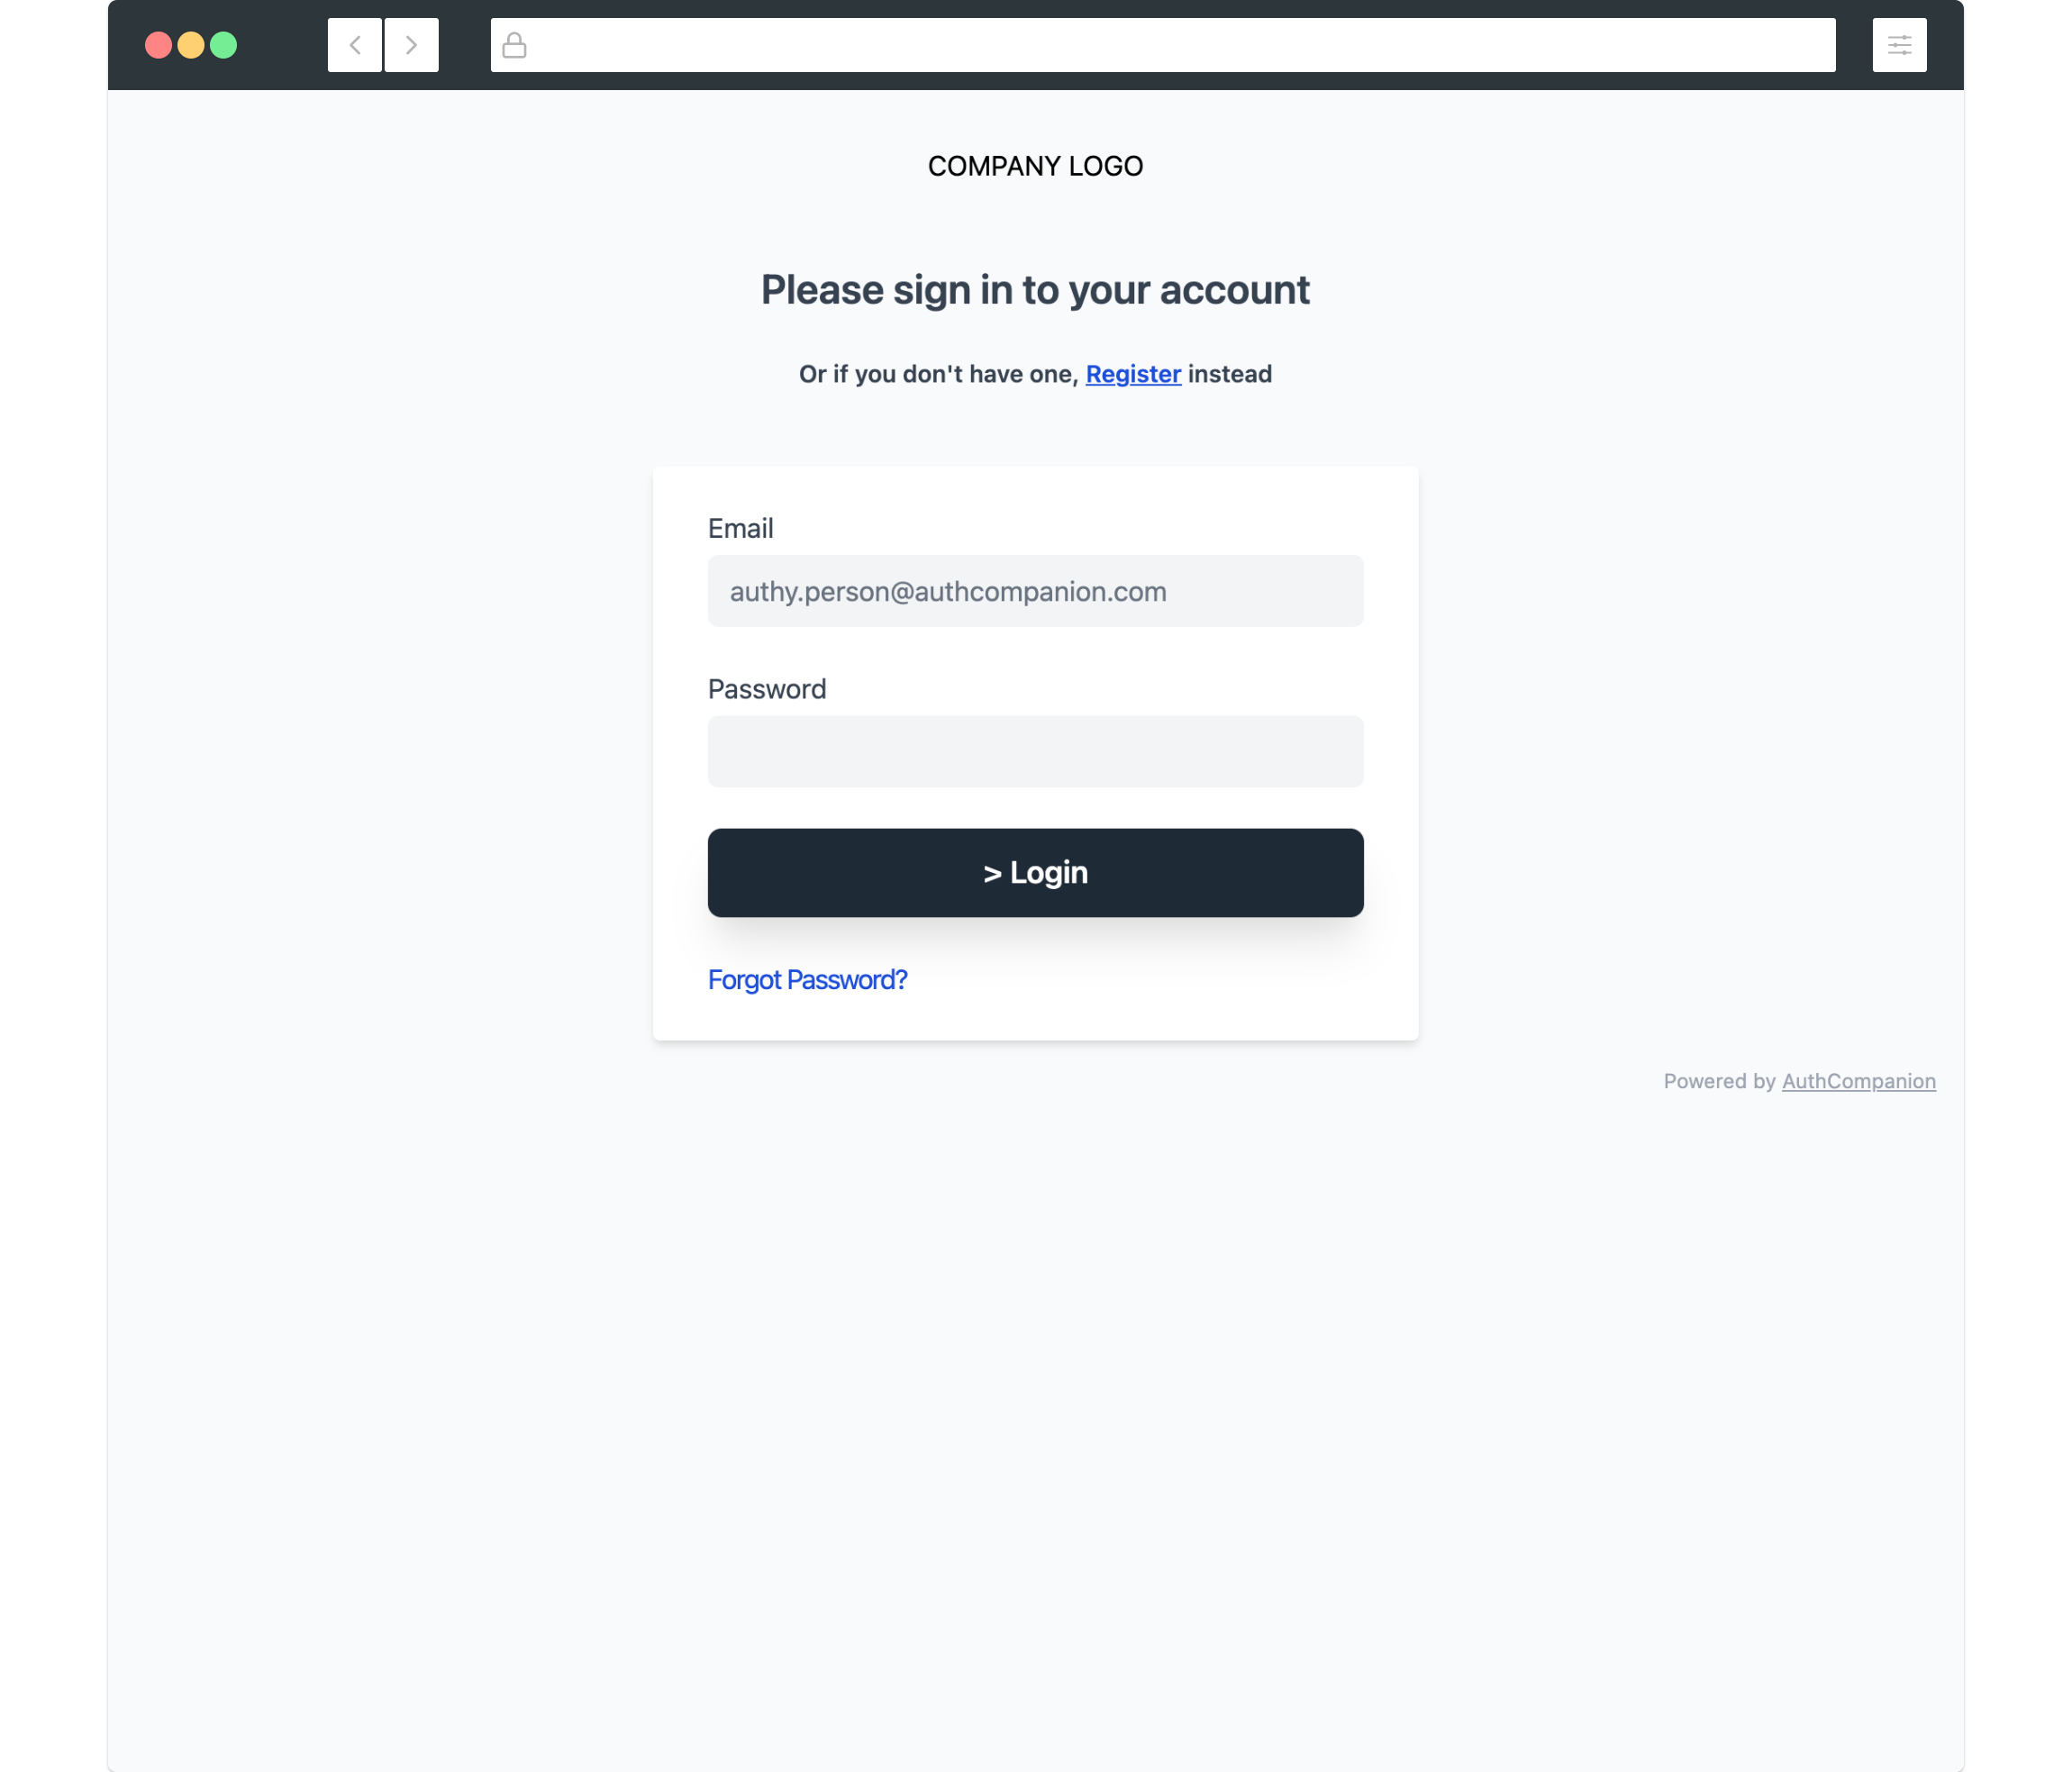 COMPANY LOGO
Please sign in to your account
Or if you don't have one, Register instead
Email
authy.person@authcompanion.com
Password
> Login
Forgot Password?
Powered by AuthCompanion